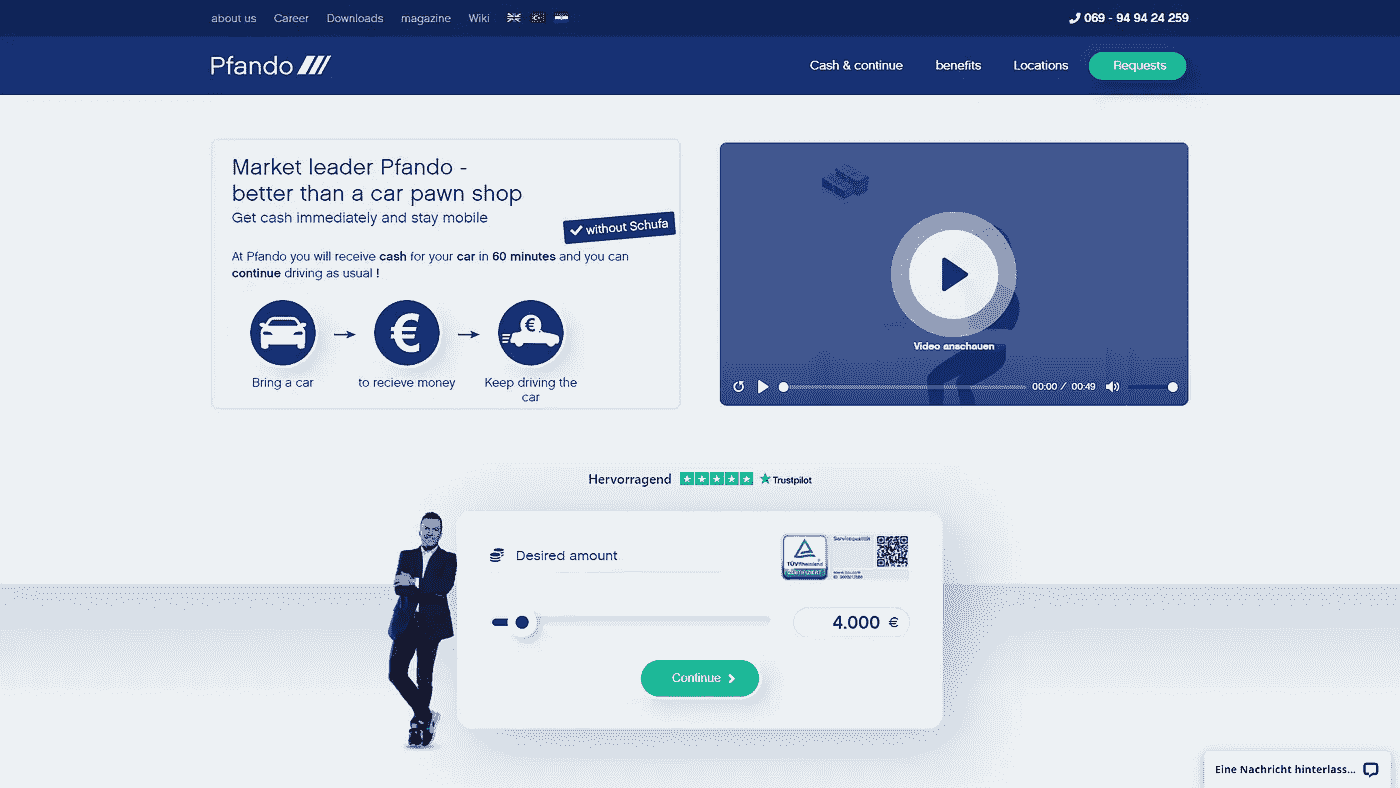 about us Career Downloads magazine Wiki 069 - 94 94 24 259
Pfando Cash & continue benefits Locations Requests
Market leader Pfando -
better than a car pawn shop
Get cash immediately and stay mobile
without Schufa
At Pfando you will receive cash for your car in 60 minutes and you can
continue driving as usual !
Bring a car to recieve money Keep driving the
car
Video anschauen
00:00 / 00:49
Hervorragend Trustpilot
Desired amount
TÜVRheinland
ZERTIFIZIERT
Servicequalität
4.000 €
Continue
Eine Nachricht hinterlass...